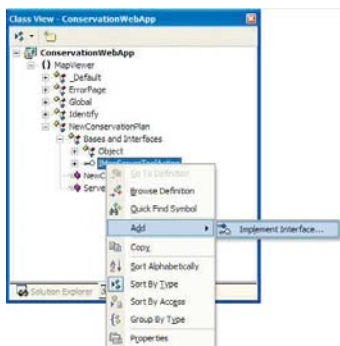 Class View - ConservationWebApp
ConservationWebApp
{} MapViewer
_Default
ErrorPage
Global
Identify
NewConservationPlan
Bases and Interfaces
Object
IMapServerToolAction
NewC
Serve
Go To Definition
Browse Definition
Quick Find Symbol
Add
Implement Interface...
Copy
Sort Alphabetically
Sort By Type
Sort By Access
Group By Type
Properties
Solution Explorer